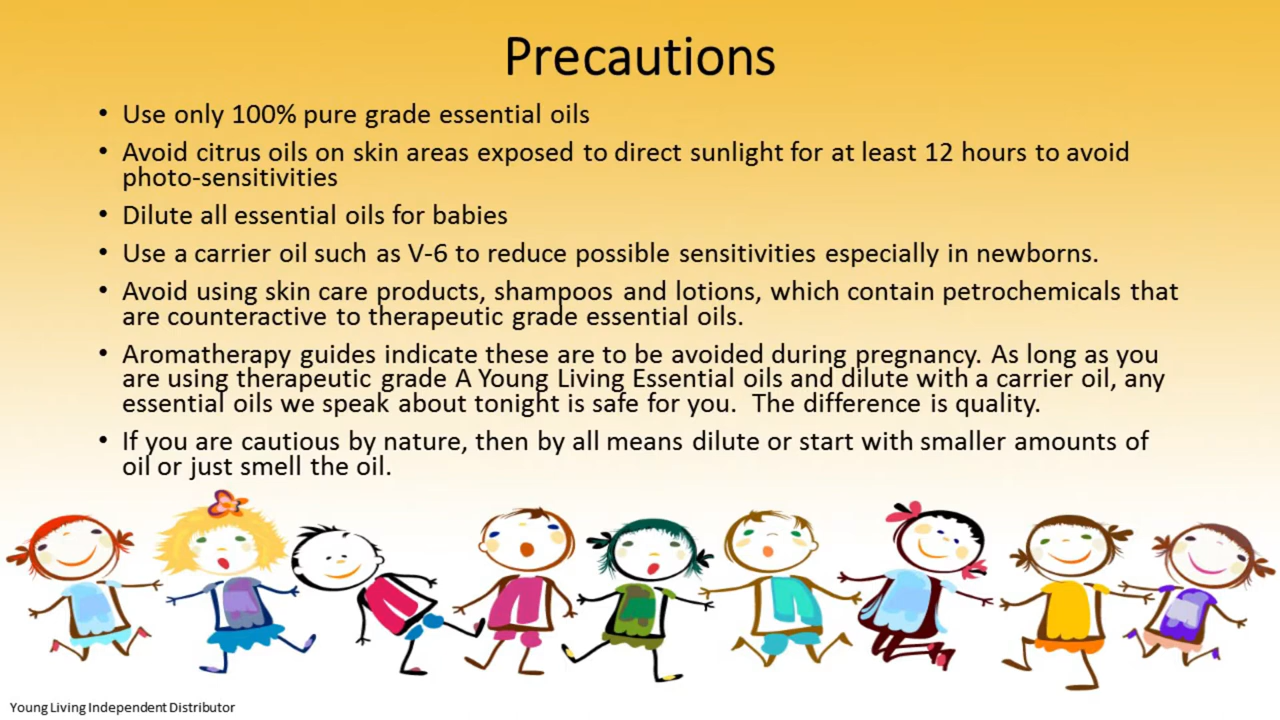 Precautions
• Use only 100% pure grade essential oils
• Avoid citrus oils on skin areas exposed to direct sunlight for at least 12 hours to avoid
photo-sensitivities
• Dilute all essential oils for babies
• Use a carrier oil such as V-6 to reduce possible sensitivities especially in newborns.
• Avoid using skin care products, shampoos and lotions, which contain petrochemicals that
are counteractive to therapeutic grade essential oils.
• Aromatherapy guides indicate these are to be avoided during pregnancy. As long as you
are using therapeutic grade A Young Living Essential oils and dilute with a carrier oil, any
essential oils we speak about tonight is safe for you. The difference is quality.
• If you are cautious by nature, then by all means dilute or start with smaller amounts of
oil or just smell the oil.
Young Living Independent Distributor